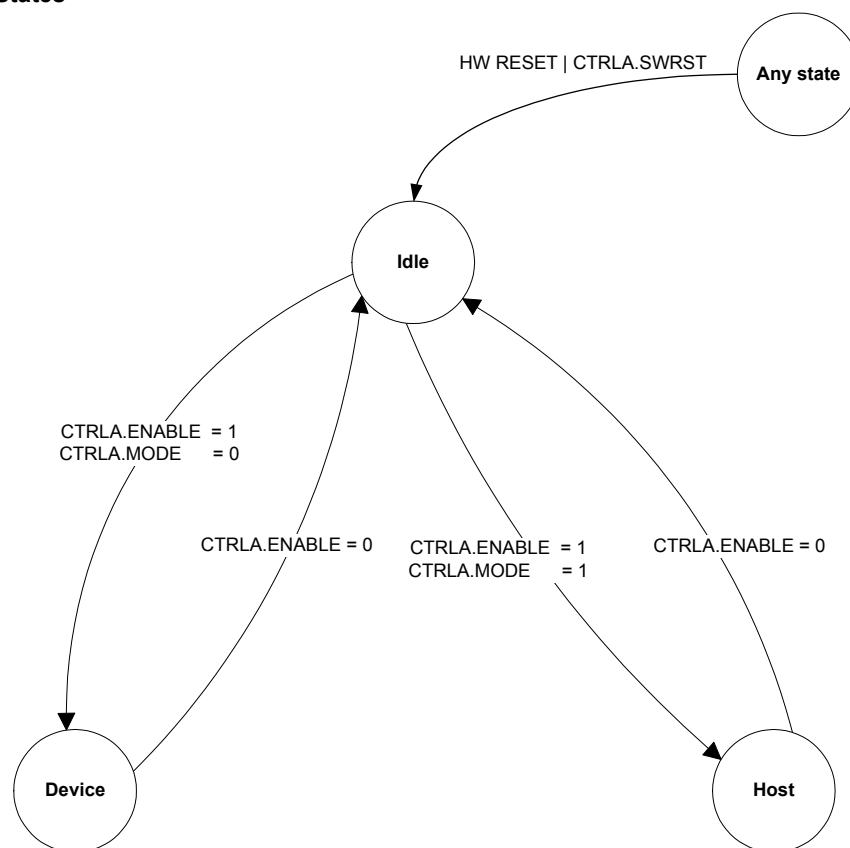 HW RESET | CTRLA.SWRST
Any state
Idle
CTRLA.ENABLE = 1
CTRLA.MODE = 0
CTRLA.ENABLE = 0
CTRLA.ENABLE = 1
CTRLA.MODE = 1
CTRLA.ENABLE = 0
Device
Host